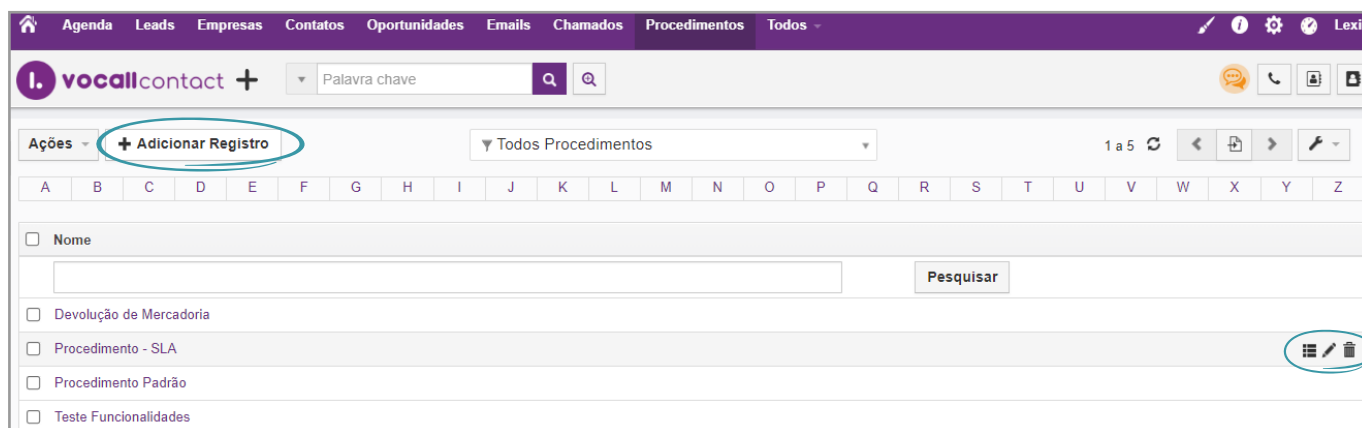 Agenda Leads Empresas Contatos Oportunidades Emails Chamados Procedimentos Todos Lexi
l. vocallcontact + Palavra chave
Ações + Adicionar Registro Todos Procedimentos 1 a 5
A B C D E F G H I J K L M N O P Q R S T U V W X Y Z
Nome
Pesquisar
Devolução de Mercadoria
Procedimento - SLA
Procedimento Padrão
Teste Funcionalidades